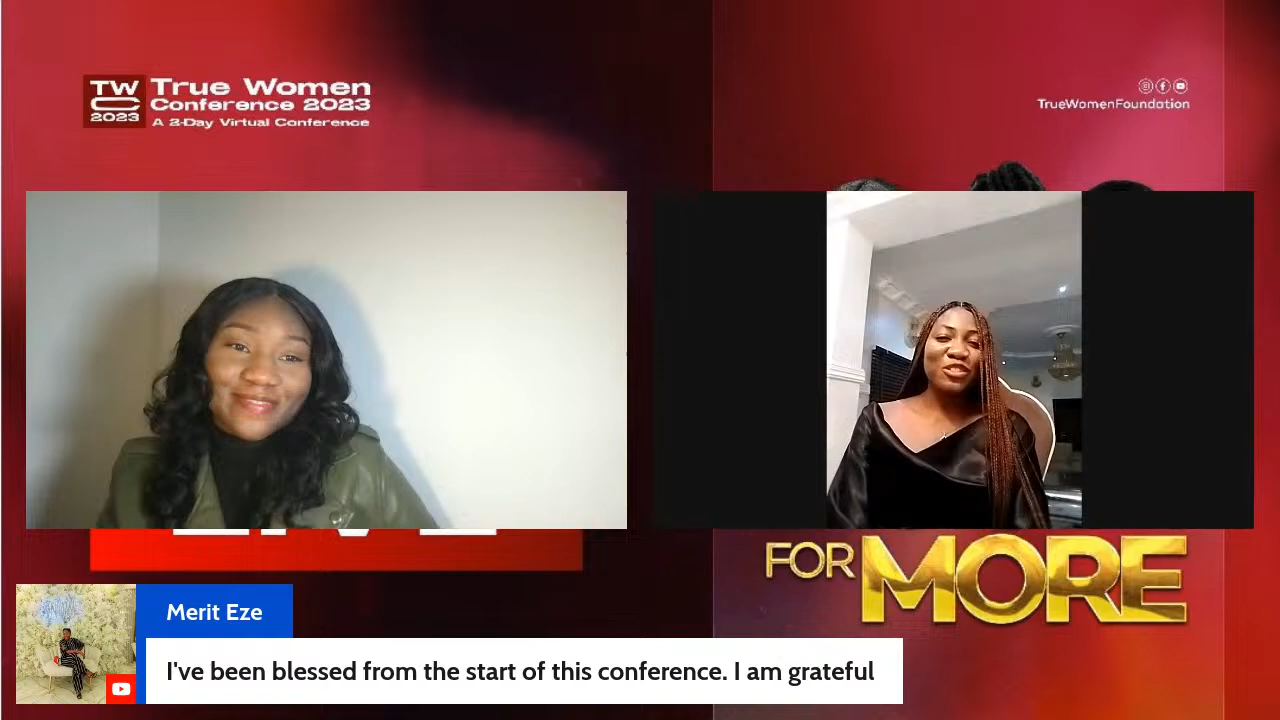 TW
C
2023
True Women
Conference 2023
A 2-Day Virtual Conference
TrueWomenFoundation
FOR MORE
Merit Eze
I've been blessed from the start of this conference. I am grateful